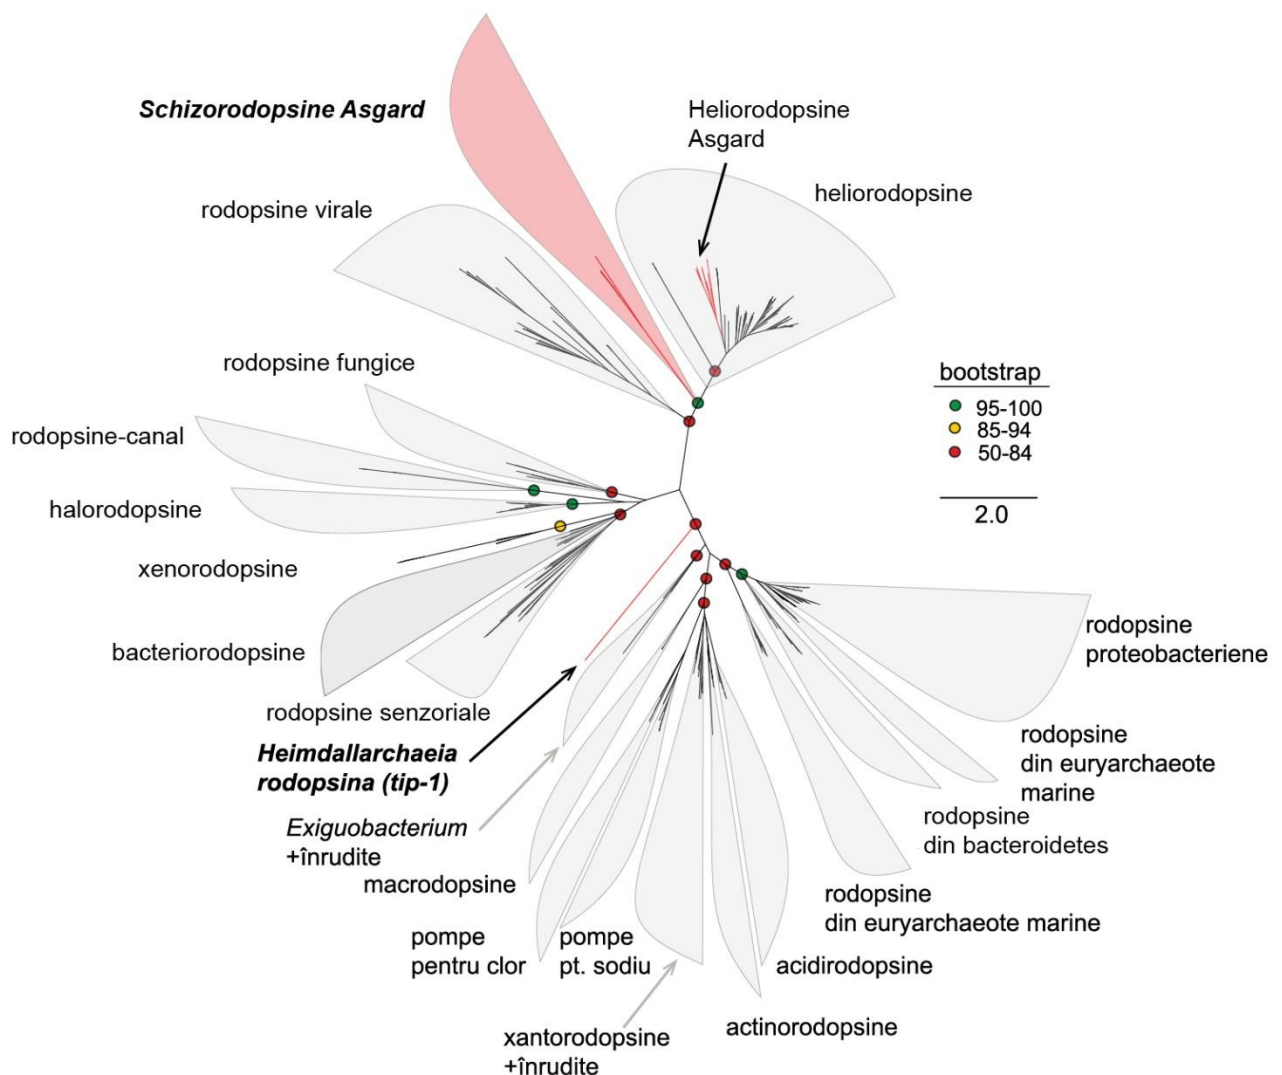 Schizorodopsine Asgard
Heliorodopsine
Asgard
heliorodopsine
rodopsine virale
rodopsine fungice
rodopsine-canal
halorodopsine
xenorodopsine
bacteriorodopsine
rodopsine senzoriale
Heimdallarchaeia
rodopsina (tip-1)
Exiguobacterium
+înrudite
macrodopsine
pompe
pentru clor
pompe
pt. sodiu
xantorodopsine
+înrudite
actinorodopsine
acidirodopsine
rodopsine
din euryarchaeote marine
rodopsine
din bacteroidetes
rodopsine
din euryarchaeote
marine
rodopsine
proteobacteriene
bootstrap
95-100
85-94
50-84
2.0